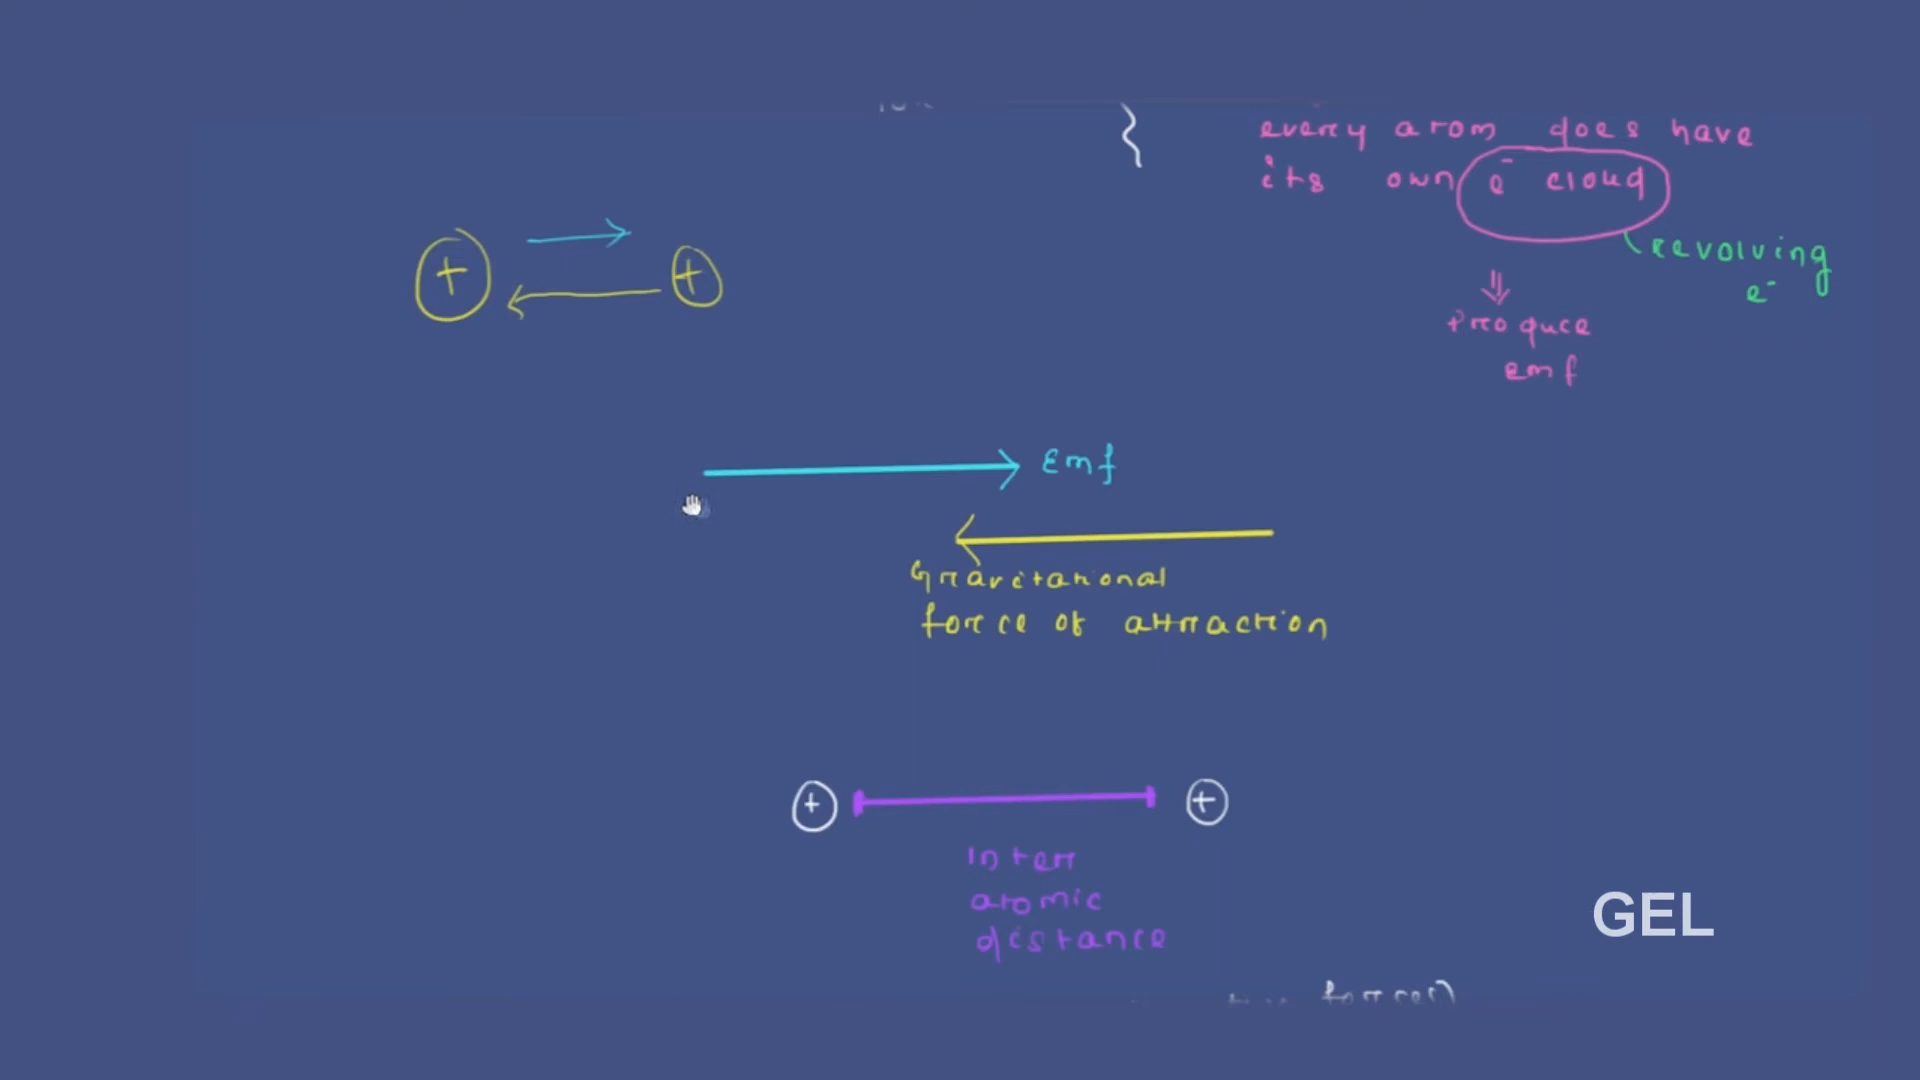 every atom does have
its own e⁻ cloud
revolving
e⁻
Produce
emf
+
+
Emf
Gravitational
force of attraction
+
+
Inter
atomic
distance
GEL
forces)